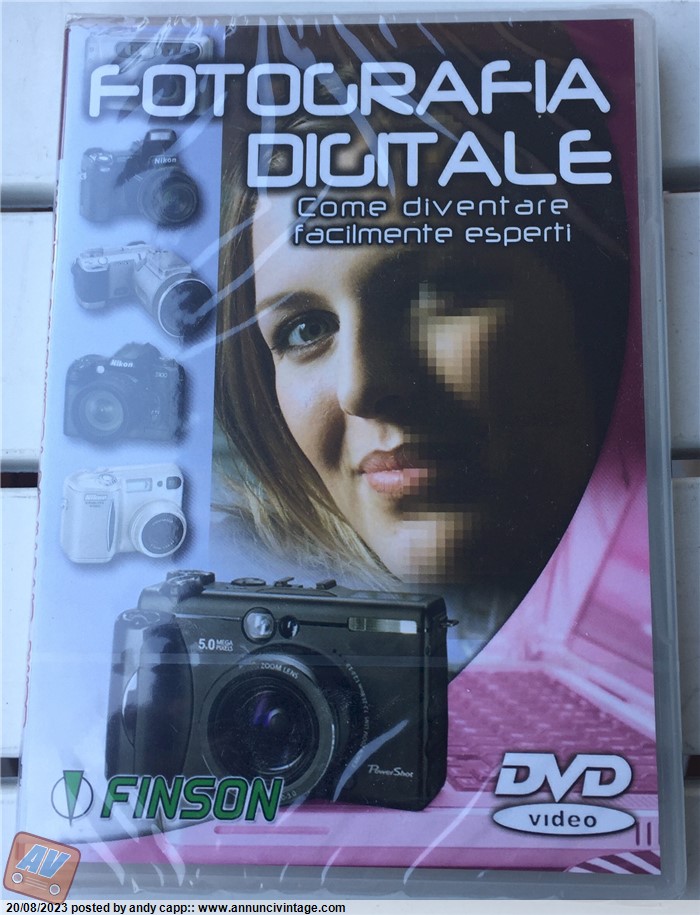 FOTOGRAFIA
DIGITALE
Come diventare
facilmente esperti
Nikon
Nikon
5.0 MEGA
PIXELS
ZOOM LENS
PowerShot
FINSON
DVD
video
AV
20/08/2023 posted by andy capp:: www.annuncivintage.com